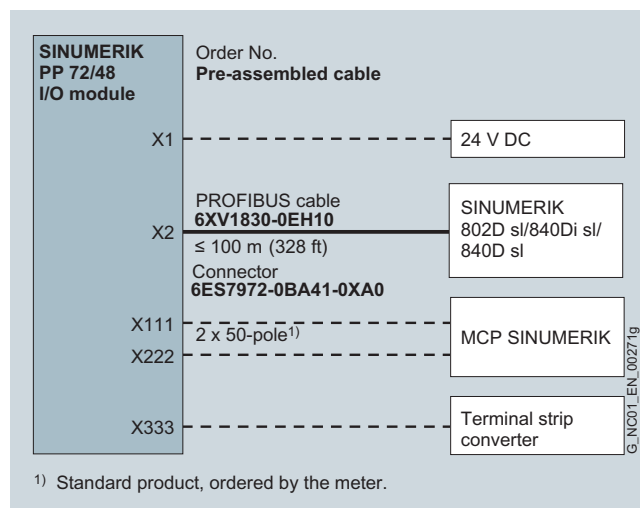 SINUMERIK
PP 72/48
I/O module
Order No.
Pre-assembled cable
X1
24 V DC
PROFIBUS cable
6XV1830-0EH10
X2
≤ 100 m (328 ft)
SINUMERIK
802D sl/840Di sl/
840D sl
Connector
6ES7972-0BA41-0XA0
X111
2 x 50-pole1)
X222
MCP SINUMERIK
X333
Terminal strip
converter
G_NC01_EN_00271g
1) Standard product, ordered by the meter.